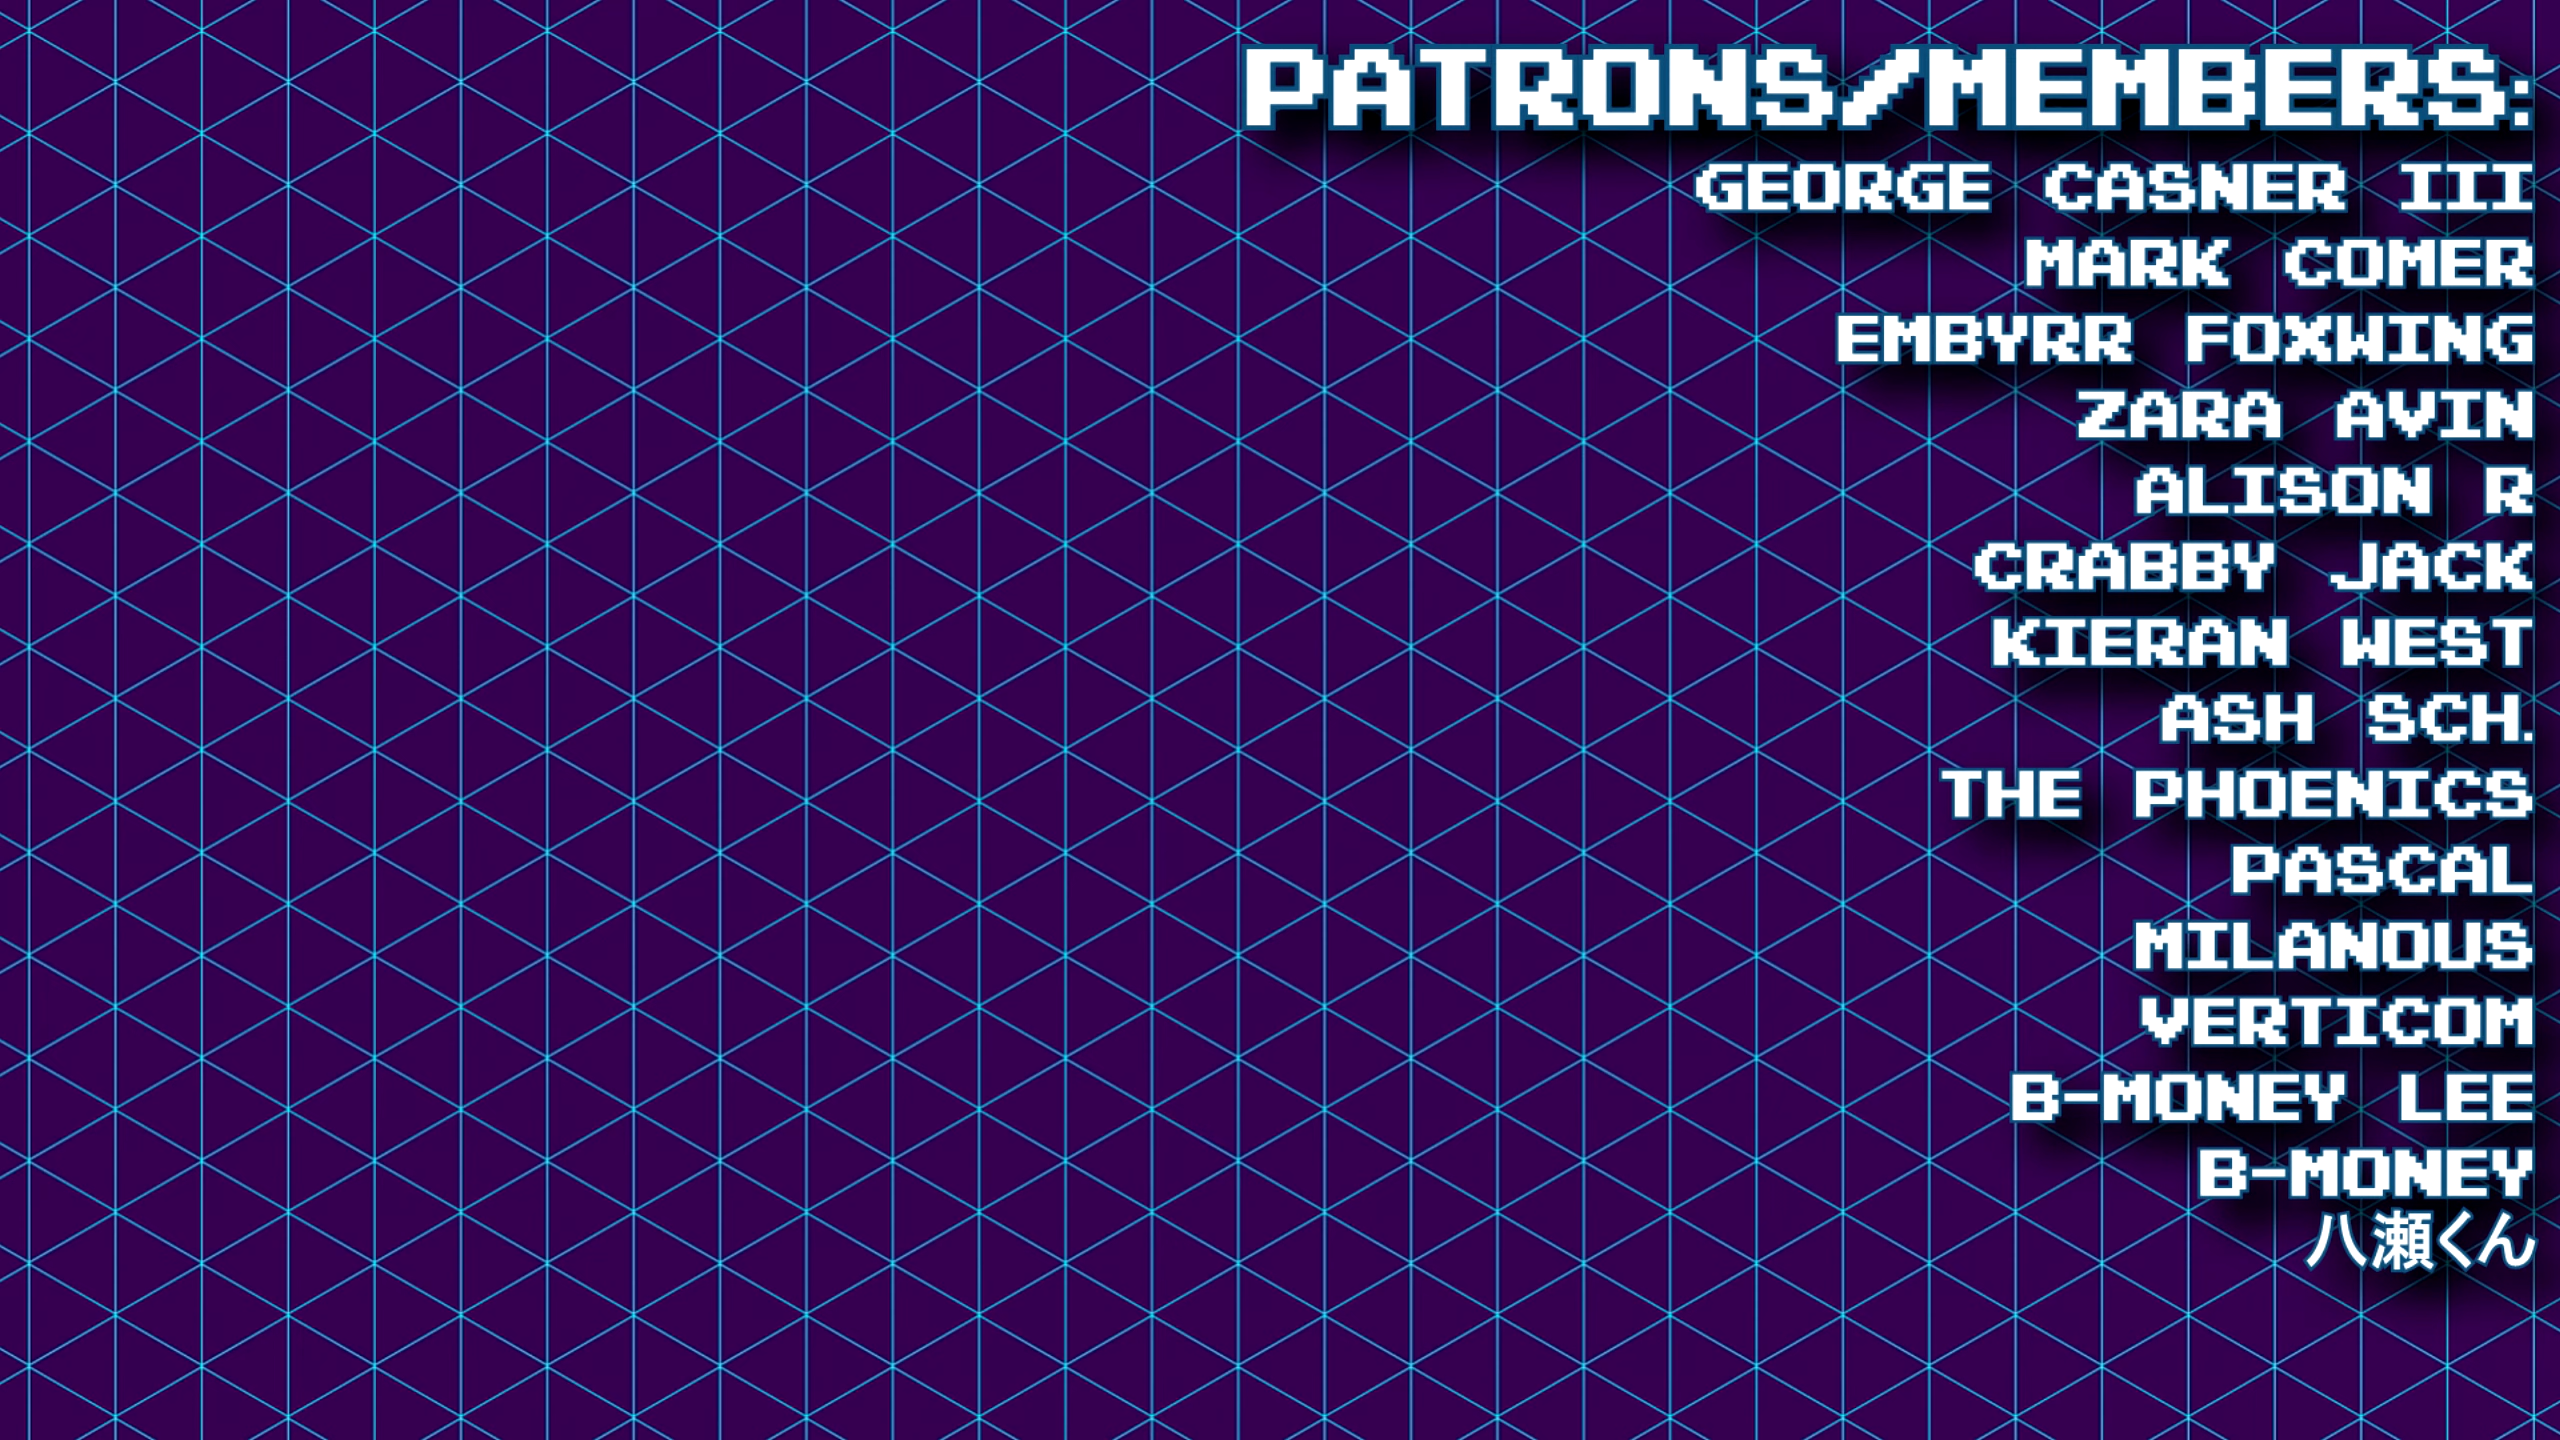 PATRONS/MEMBERS:
GEORGE CASNER III
MARK COMER
EMBYRR FOXWING
ZARA AVIN
ALISON R
CRABBY JACK
KIERAN WEST
ASH SCH.
THE PHOENICS
PASCAL
MILANOUS
VERTICOM
B-MONEY LEE
B-MONEY
八瀬くん